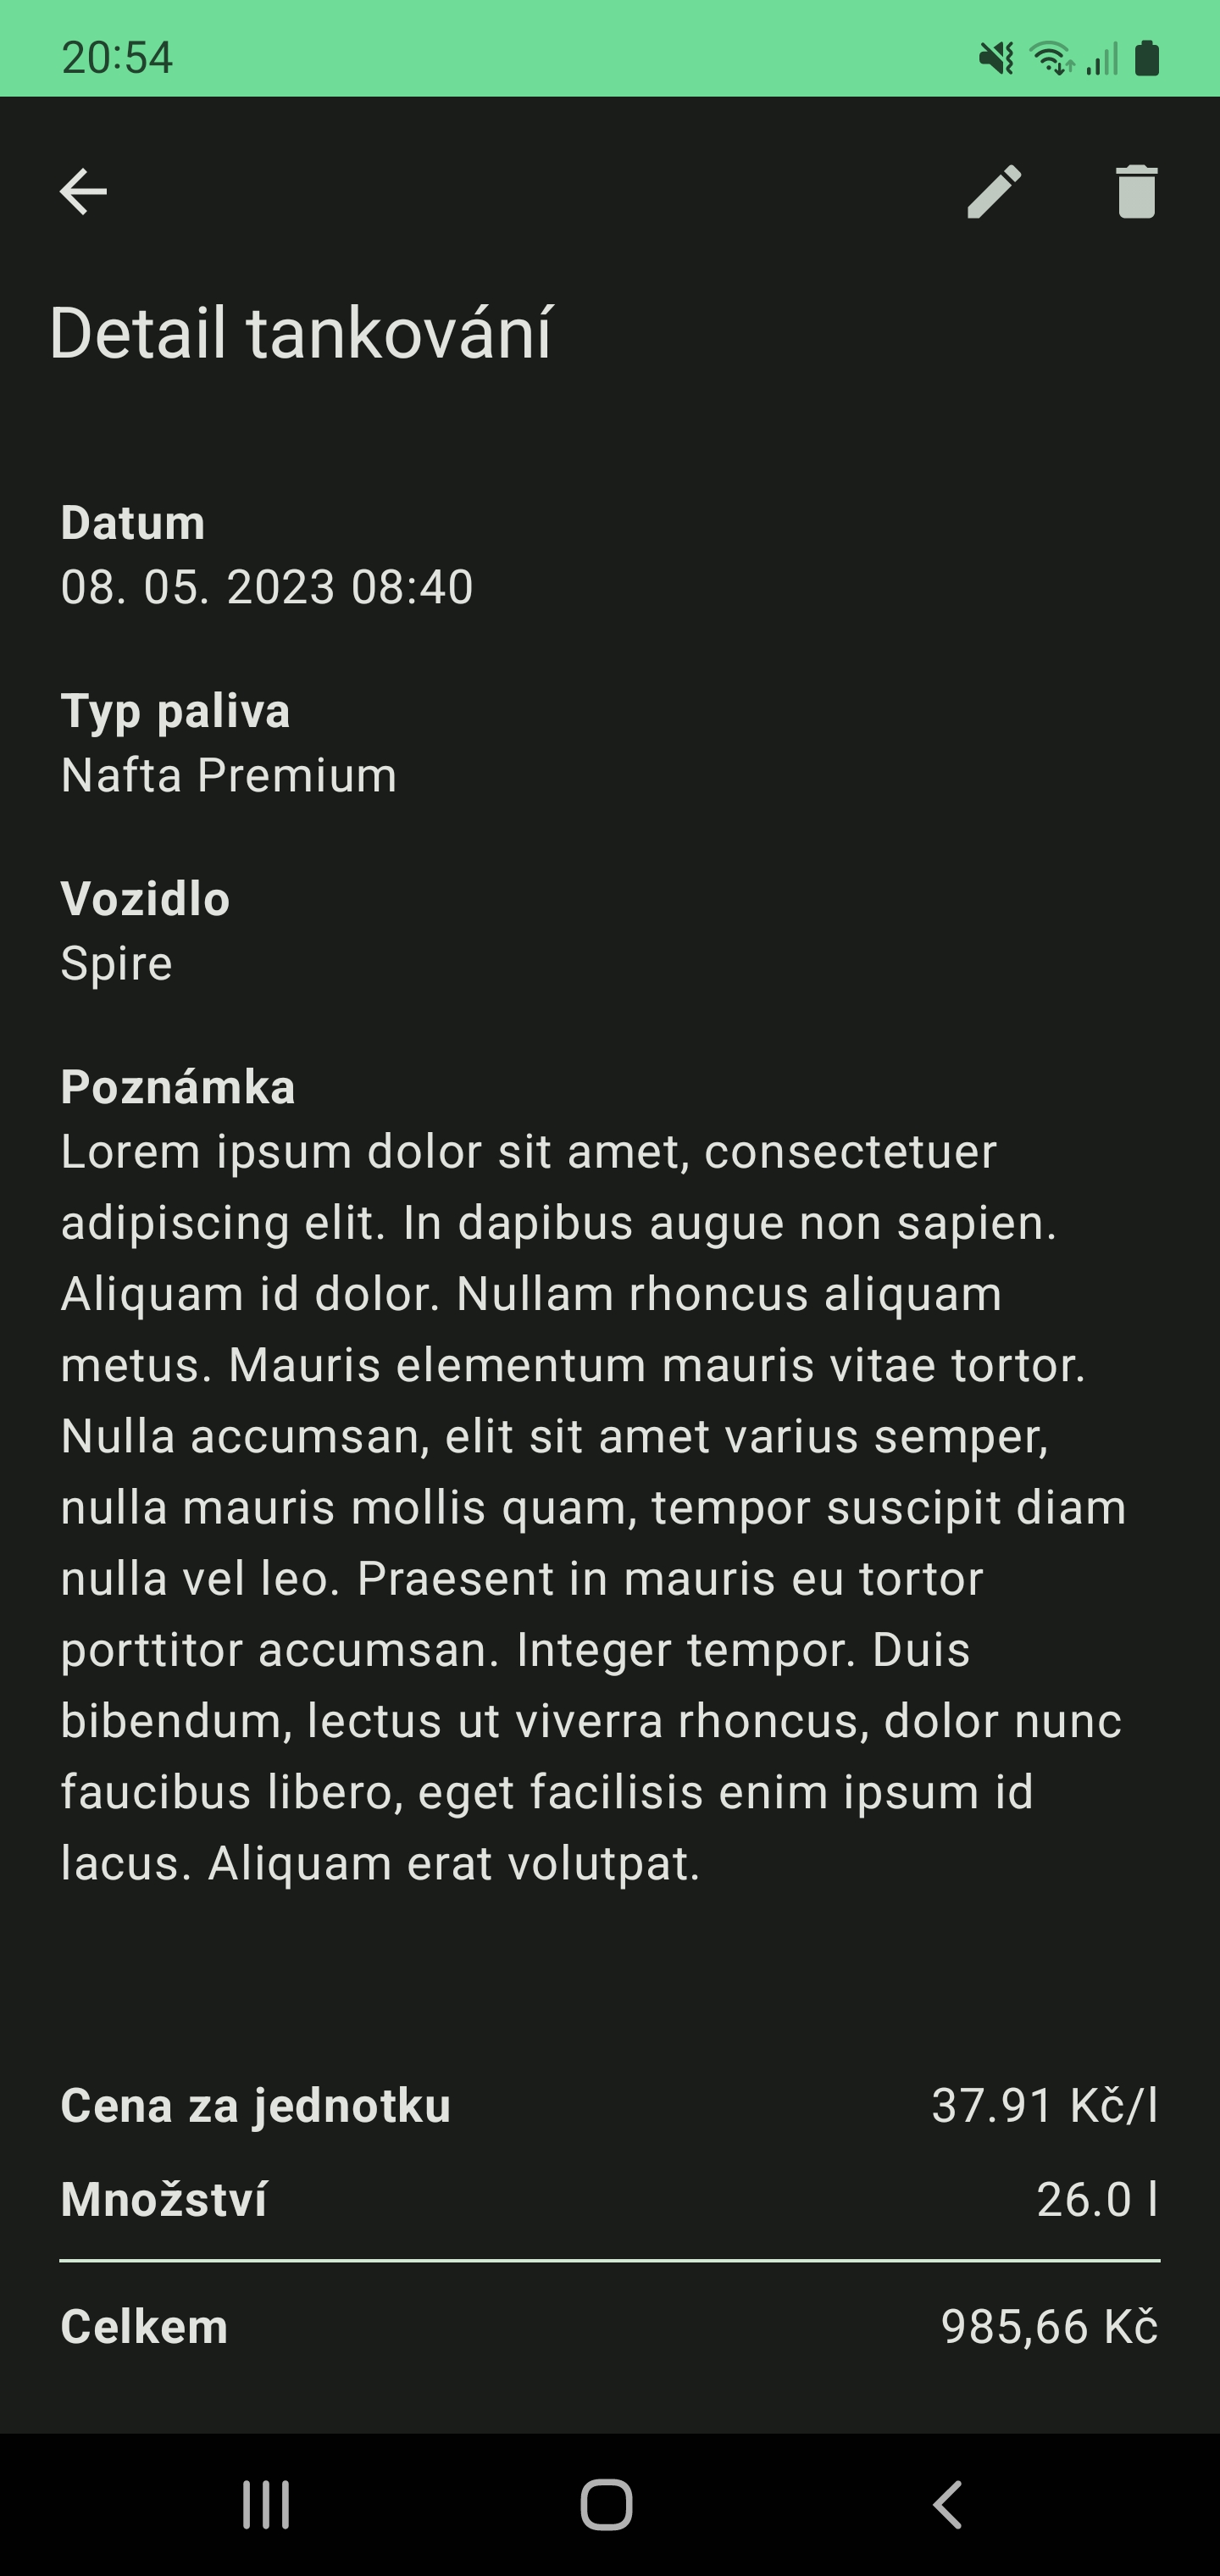 20:54
Detail tankování
Datum
08. 05. 2023 08:40
Typ paliva
Nafta Premium
Vozidlo
Spire
Poznámka
Lorem ipsum dolor sit amet, consectetuer
adipiscing elit. In dapibus augue non sapien.
Aliquam id dolor. Nullam rhoncus aliquam
metus. Mauris elementum mauris vitae tortor.
Nulla accumsan, elit sit amet varius semper,
nulla mauris mollis quam, tempor suscipit diam
nulla vel leo. Praesent in mauris eu tortor
porttitor accumsan. Integer tempor. Duis
bibendum, lectus ut viverra rhoncus, dolor nunc
faucibus libero, eget facilisis enim ipsum id
lacus. Aliquam erat volutpat.
Cena za jednotku 37.91 Kč/l
Množství 26.0 l
Celkem 985,66 Kč